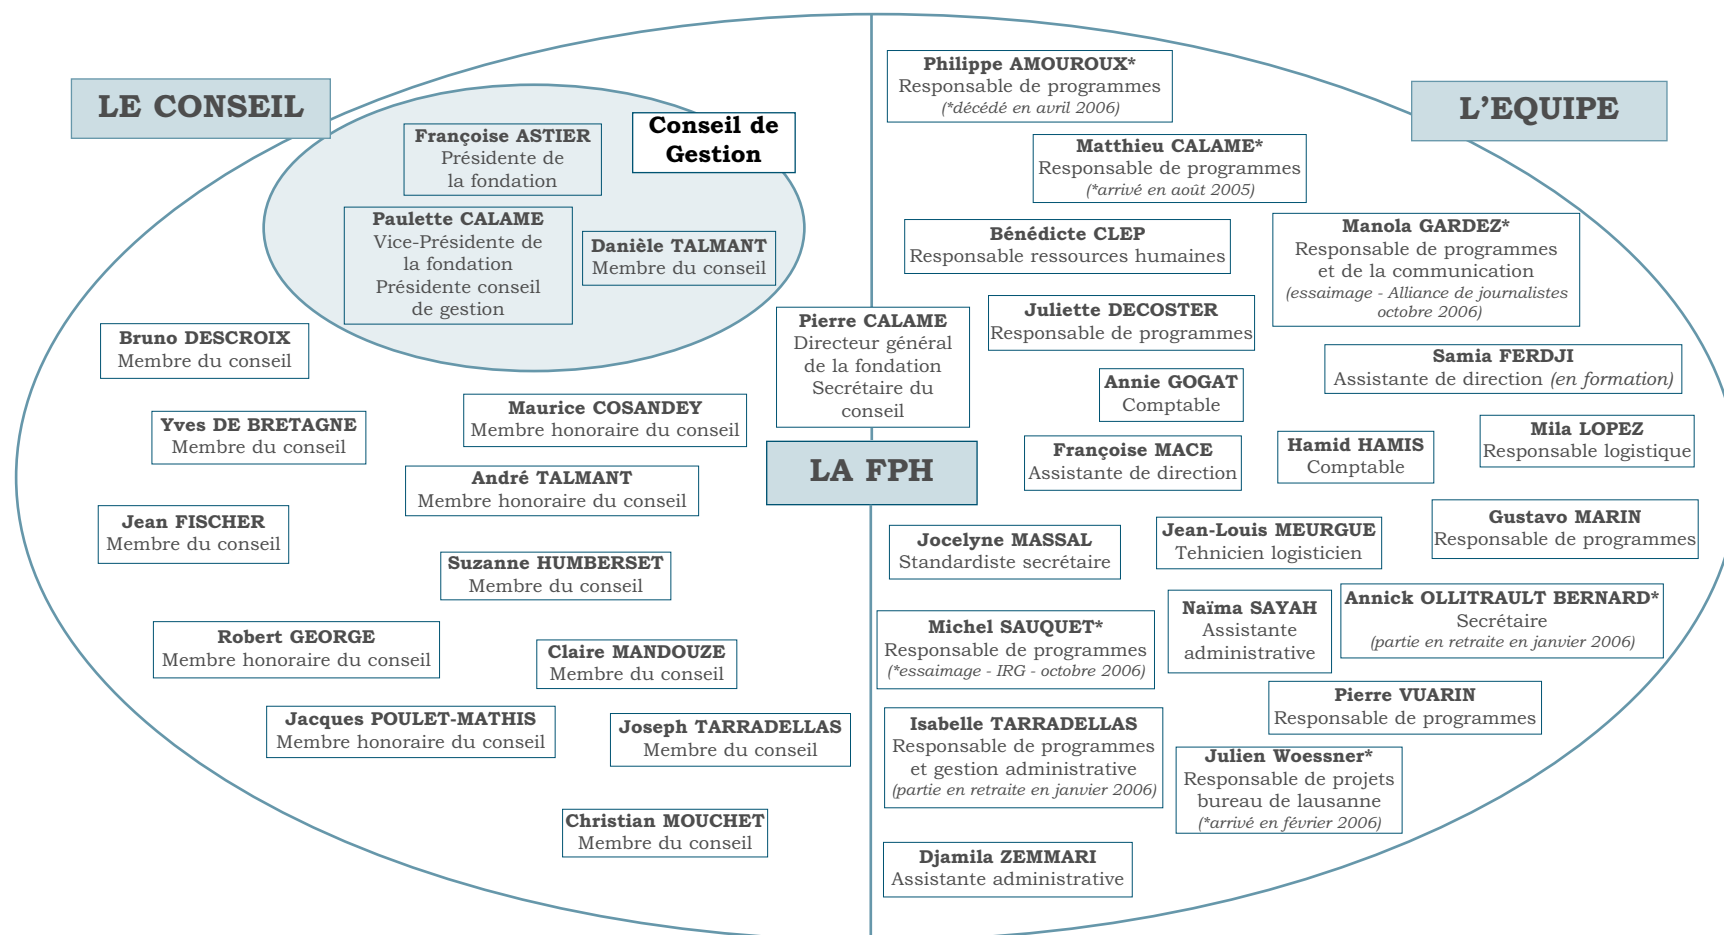 LE CONSEIL
Conseil de
Gestion
Françoise ASTIER
Présidente de
la fondation
Paulette CALAME
Vice-Présidente de
la fondation
Présidente conseil
de gestion
Danièle TALMANT
Membre du conseil
Bruno DESCROIX
Membre du conseil
Yves DE BRETAGNE
Membre du conseil
Maurice COSANDEY
Membre honoraire du conseil
André TALMANT
Membre honoraire du conseil
Jean FISCHER
Membre du conseil
Suzanne HUMBERSET
Membre du conseil
Robert GEORGE
Membre honoraire du conseil
Claire MANDOUZE
Membre du conseil
Jacques POULET-MATHIS
Membre honoraire du conseil
Joseph TARRADELLAS
Membre du conseil
Christian MOUCHET
Membre du conseil
Pierre CALAME
Directeur général
de la fondation
Secrétaire du
conseil
LA FPH
L'EQUIPE
Philippe AMOUROUX*
Responsable de programmes
(*décédé en avril 2006)
Matthieu CALAME*
Responsable de programmes
(*arrivé en août 2005)
Bénédicte CLEP
Responsable ressources humaines
Manola GARDEZ*
Responsable de programmes
et de la communication
(essaimage - Alliance de journalistes
octobre 2006)
Juliette DECOSTER
Responsable de programmes
Samia FERDJI
Assistante de direction (en formation)
Annie GOGAT
Comptable
Françoise MACE
Assistante de direction
Hamid HAMIS
Comptable
Mila LOPEZ
Responsable logistique
Jocelyne MASSAL
Standardiste secrétaire
Jean-Louis MEURGUE
Tehnicien logisticien
Gustavo MARIN
Responsable de programmes
Michel SAUQUET*
Responsable de programmes
(*essaimage - IRG - octobre 2006)
Naïma SAYAH
Assistante
administrative
Annick OLLITRAULT BERNARD*
Secrétaire
(partie en retraite en janvier 2006)
Pierre VUARIN
Responsable de programmes
Isabelle TARRADELLAS
Responsable de programmes
et gestion administrative
(partie en retraite en janvier 2006)
Julien Woessner*
Responsable de projets
bureau de lausanne
(*arrivé en février 2006)
Djamila ZEMMARI
Assistante administrative